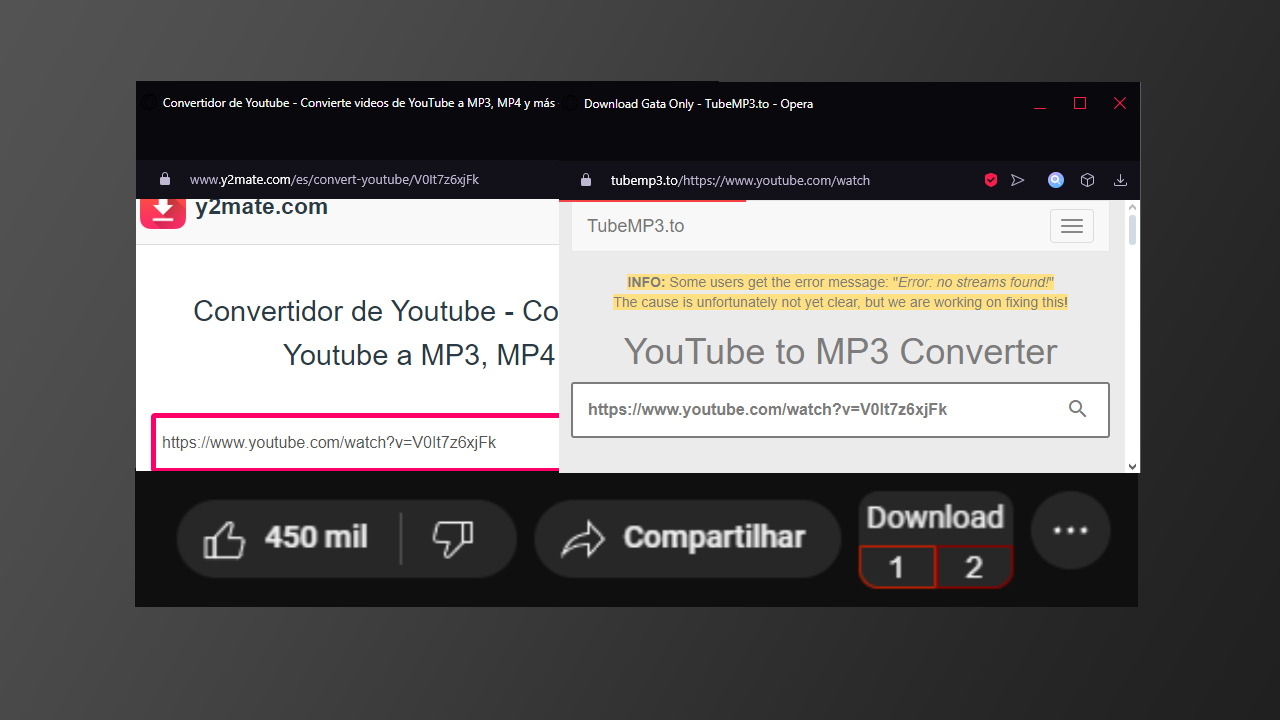 Convertidor de Youtube - Convierte videos de YouTube a MP3, MP4 y más
Download Gata Only - TubeMP3.to - Opera
www.y2mate.com/es/convert-youtube/V0It7z6xjFk
tubemp3.to/https://www.youtube.com/watch
y2mate.com
TubeMP3.to
INFO: Some users get the error message: "Error: no streams found!"
The cause is unfortunately not yet clear, but we are working on fixing this!
Convertidor de Youtube - Co
Youtube a MP3, MP4
YouTube to MP3 Converter
https://www.youtube.com/watch?v=V0It7z6xjFk
https://www.youtube.com/watch?v=V0It7z6xjFk
450 mil
Compartilhar
Download
1 2